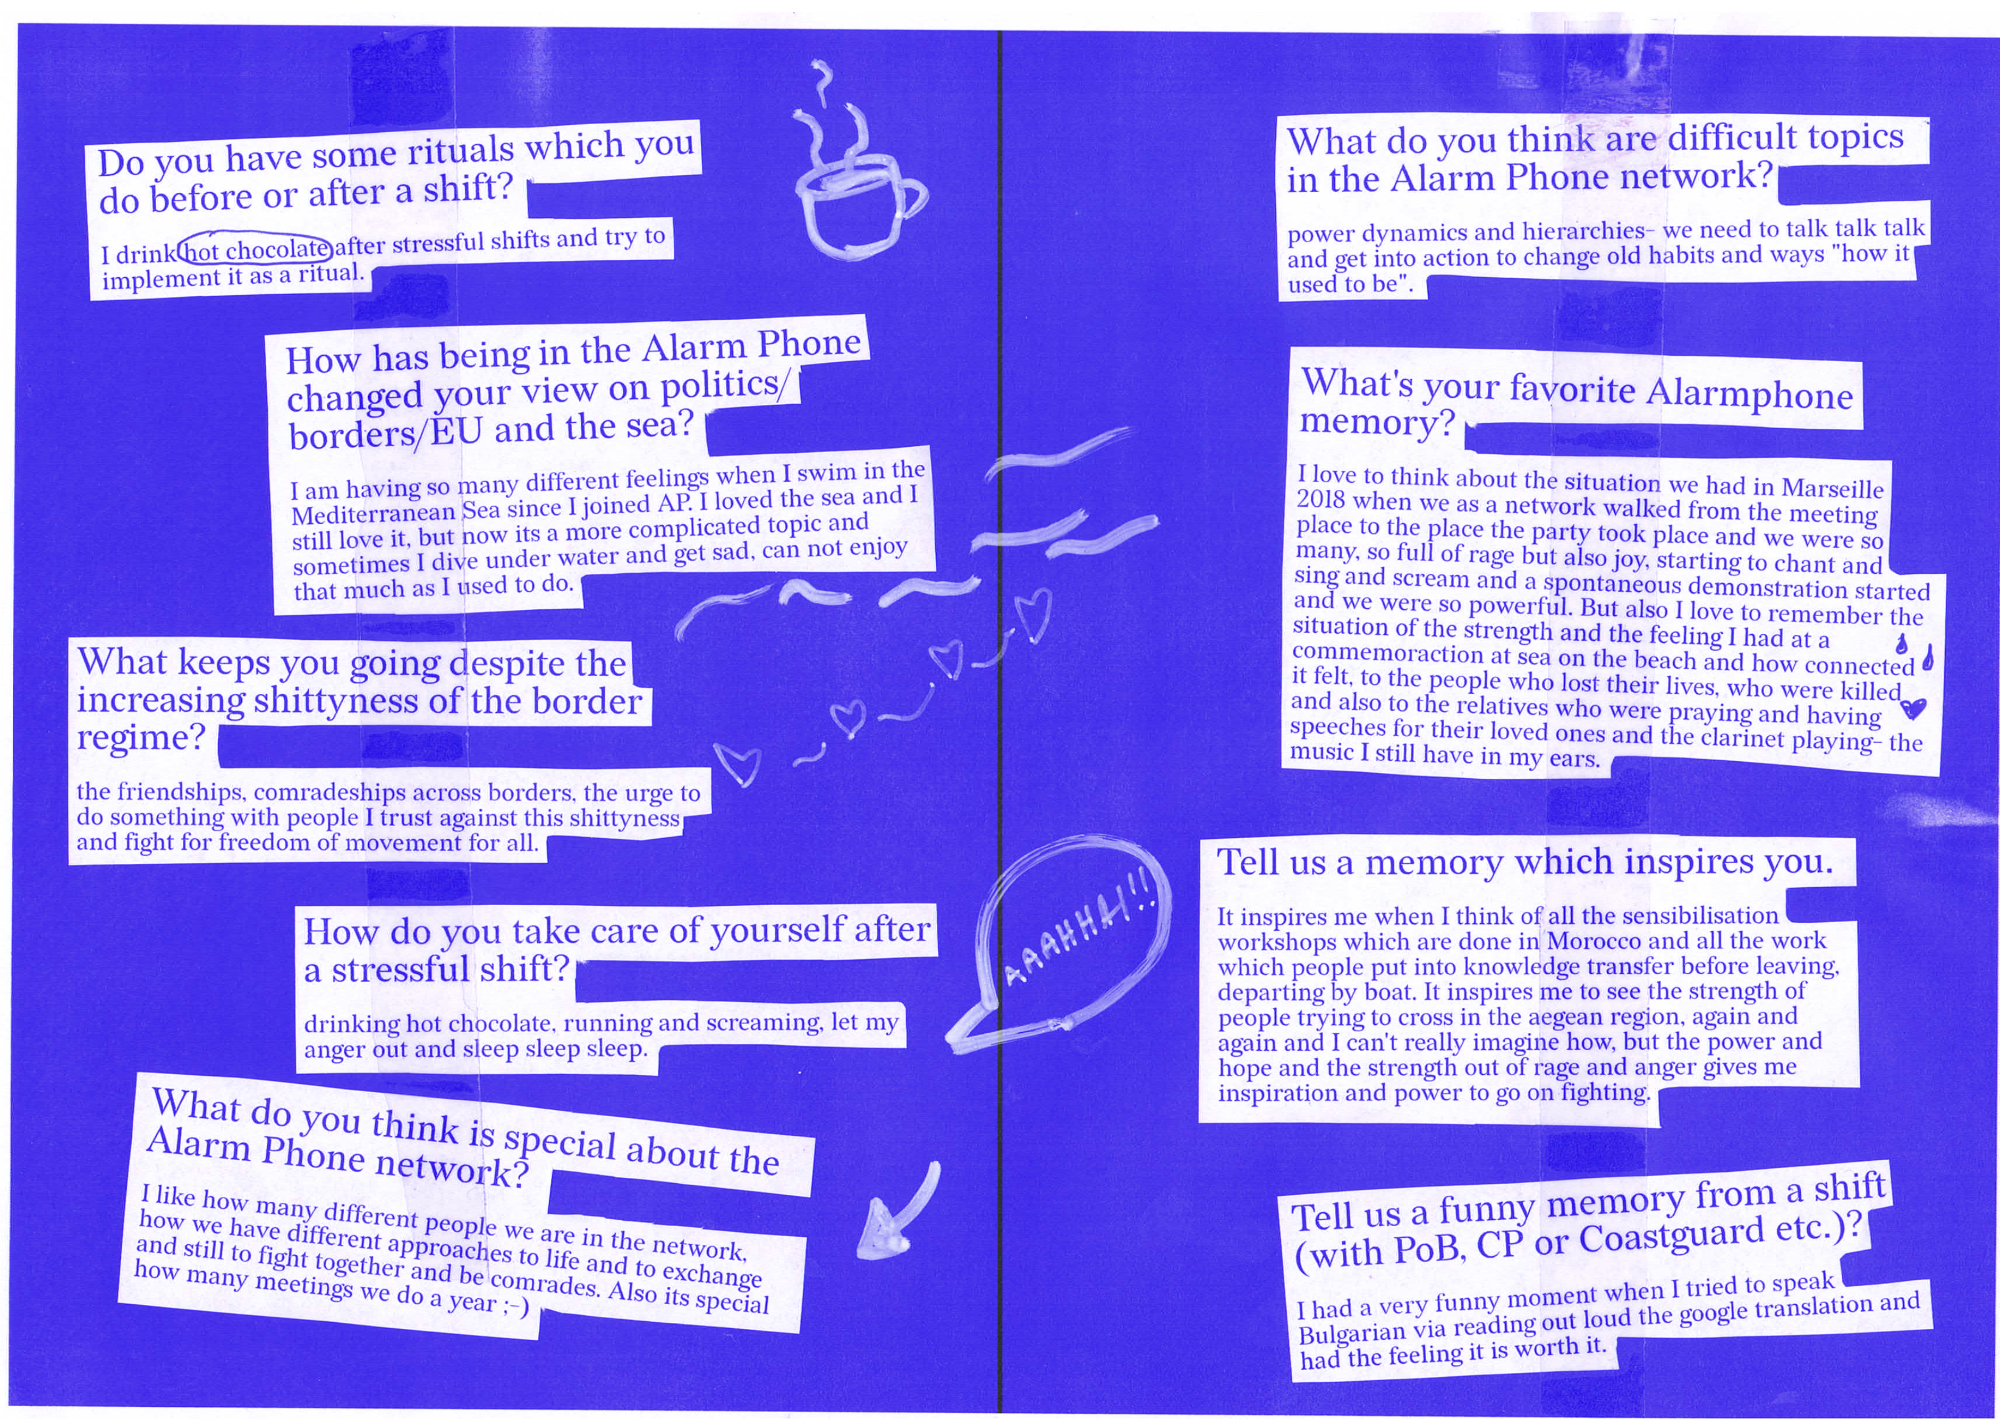 Do you have some rituals which you
do before or after a shift?
I drink hot chocolate after stressful shifts and try to
implement it as a ritual.
How has being in the Alarm Phone
changed your view on politics/
borders/EU and the sea?
I am having so many different feelings when I swim in the
Mediterranean Sea since I joined AP. I loved the sea and I
still love it, but now its a more complicated topic and
sometimes I dive under water and get sad, can not enjoy
that much as I used to do.
What keeps you going despite the
increasing shittyness of the border
regime?
the friendships, comradeships across borders, the urge to
do something with people I trust against this shittyness
and fight for freedom of movement for all.
How do you take care of yourself after
a stressful shift?
drinking hot chocolate, running and screaming, let my
anger out and sleep sleep sleep.
AAAHHH!!!
What do you think is special about the
Alarm Phone network?
I like how many different people we are in the network,
how we have different approaches to life and to exchange
and still to fight together and be comrades. Also its special
how many meetings we do a year ;-)
What do you think are difficult topics
in the Alarm Phone network?
power dynamics and hierarchies- we need to talk talk talk
and get into action to change old habits and ways "how it
used to be".
What's your favorite Alarmphone
memory?
I love to think about the situation we had in Marseille
2018 when we as a network walked from the meeting
place to the place the party took place and we were so
many, so full of rage but also joy, starting to chant and
sing and scream and a spontaneous demonstration started
and we were so powerful. But also I love to remember the
situation of the strength and the feeling I had at a
commemoraction at sea on the beach and how connected
it felt, to the people who lost their lives, who were killed
and also to the relatives who were praying and having
speeches for their loved ones and the clarinet playing- the
music I still have in my ears.
Tell us a memory which inspires you.
It inspires me when I think of all the sensibilisation
workshops which are done in Morocco and all the work
which people put into knowledge transfer before leaving,
departing by boat. It inspires me to see the strength of
people trying to cross in the aegean region, again and
again and I can't really imagine how, but the power and
hope and the strength out of rage and anger gives me
inspiration and power to go on fighting.
Tell us a funny memory from a shift
(with PoB, CP or Coastguard etc.)?
I had a very funny moment when I tried to speak
Bulgarian via reading out loud the google translation and
had the feeling it is worth it.